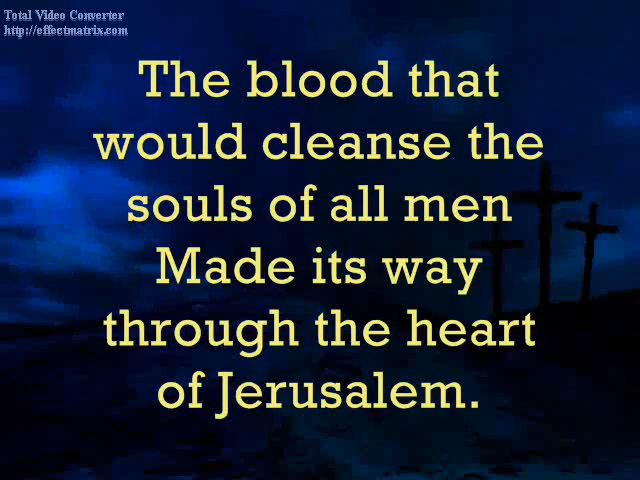 Total Video Converter
http://effectmatrix.com
The blood that
would cleanse the
souls of all men
Made its way
through the heart
of Jerusalem.